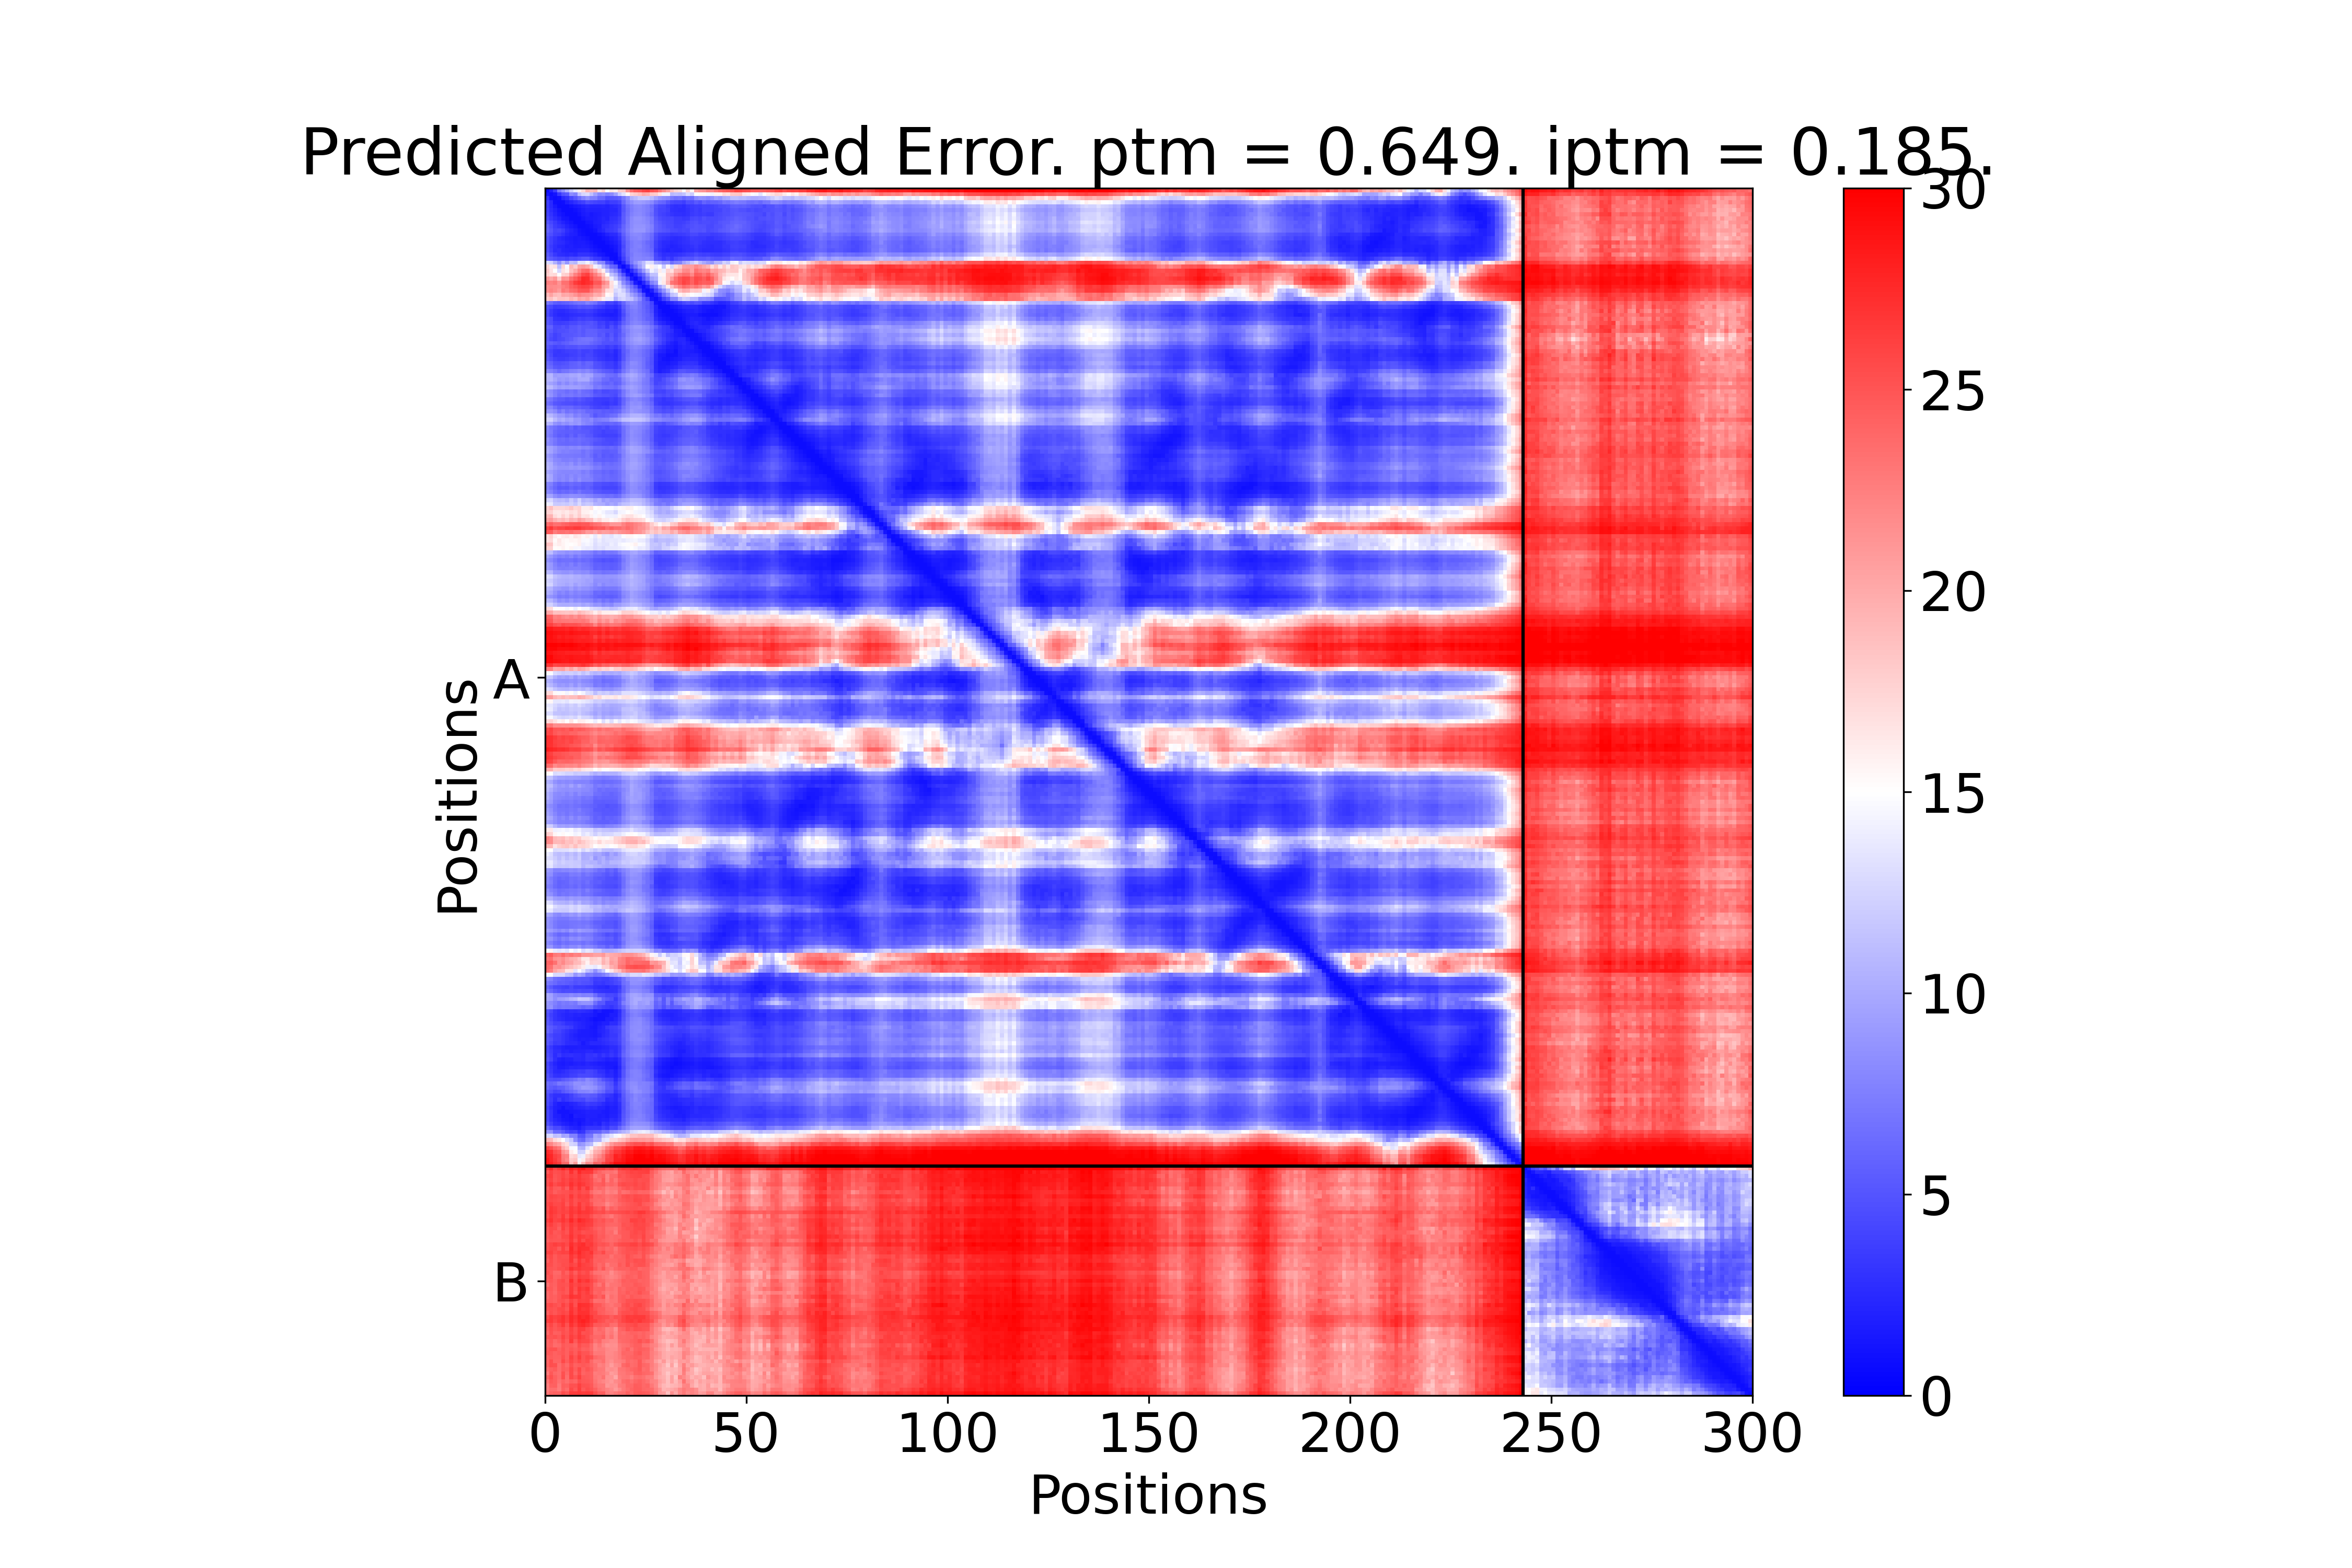 Predicted Aligned Error. ptm = 0.649. iptm = 0.185.
30
25
20
15
10
5
0
Positions
A
B
0 50 100 150 200 250 300
Positions